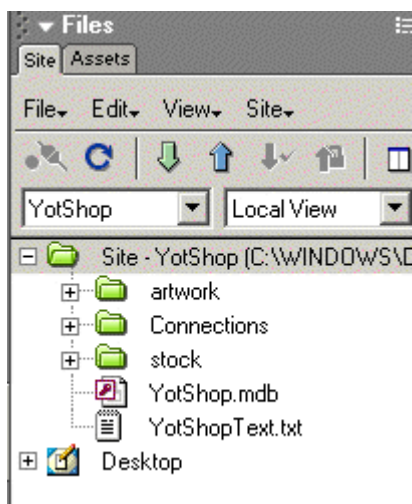 Files
Site Assets
File Edit View Site
YotShop Local View
Site - YotShop (C:\WINDOWS\D
artwork
Connections
stock
YotShop.mdb
YotShopText.txt
Desktop